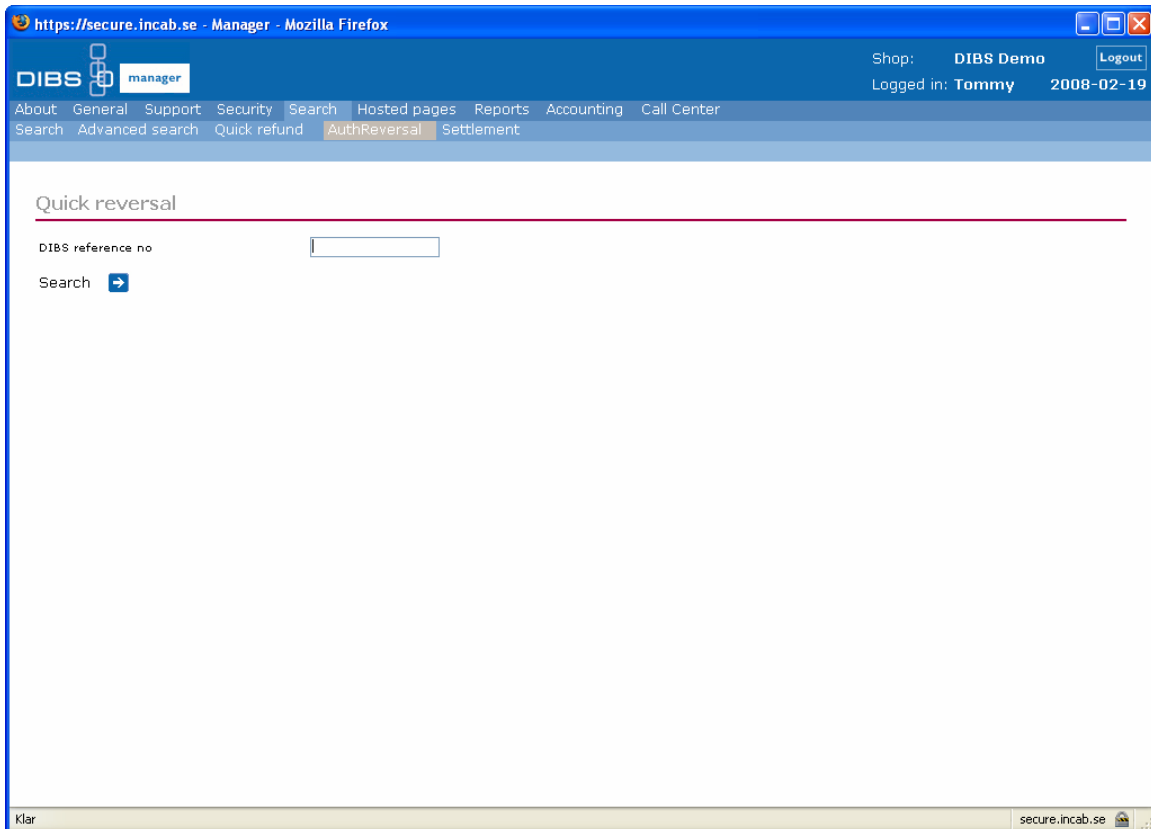 https://secure.incab.se - Manager - Mozilla Firefox
DIBS manager
Shop: DIBS Demo Logout
Logged in: Tommy 2008-02-19
About General Support Security Search Hosted pages Reports Accounting Call Center
Search Advanced search Quick refund AuthReversal Settlement
Quick reversal
DIBS reference no
Search
Klar secure.incab.se